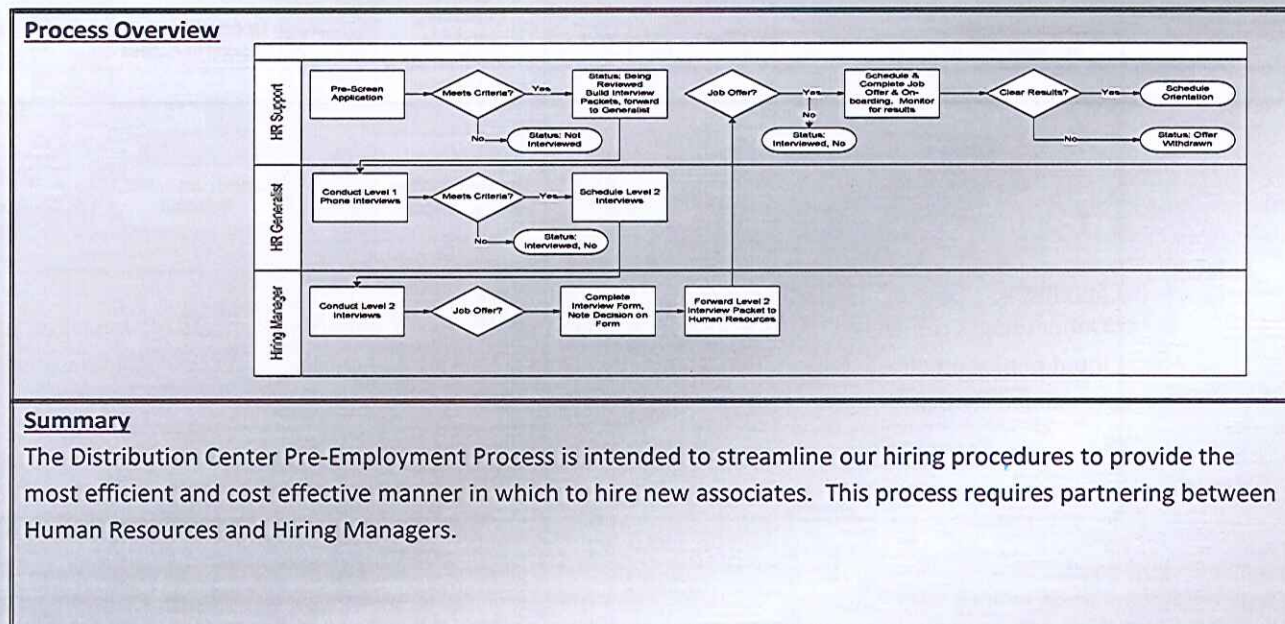 Process Overview
HR Support
Pre-Screen
Application
Meets Criteria?
Yes
Status: Being
Reviewed
Build Interview
Packets, forward
to Generalist
No
Status: Not
Interviewed
Job Offer?
Yes
No
Status:
Interviewed, No
Schedule &
Complete Job
Offer & On-
boarding, Monitor
for results
Clear Results?
Yes
Schedule
Orientation
No
Status: Offer
Withdrawn
HR Generalist
Conduct Level 1
Phone Interviews
Meets Criteria?
Yes
Schedule Level 2
Interviews
No
Status:
Interviewed, No
Hiring Manager
Conduct Level 2
Interviews
Job Offer?
Complete
Interview Form,
Note Decision on
Form
Forward Level 2
Interview Packet to
Human Resources
Summary
The Distribution Center Pre-Employment Process is intended to streamline our hiring procedures to provide the
most efficient and cost effective manner in which to hire new associates. This process requires partnering between
Human Resources and Hiring Managers.